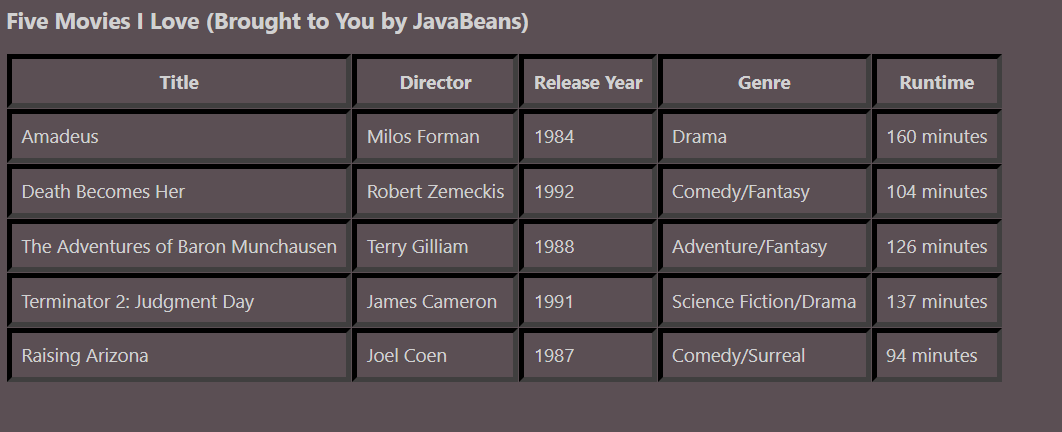 Five Movies I Love (Brought to You by JavaBeans)
Title Director Release Year Genre Runtime
Amadeus Milos Forman 1984 Drama 160 minutes
Death Becomes Her Robert Zemeckis 1992 Comedy/Fantasy 104 minutes
The Adventures of Baron Munchausen Terry Gilliam 1988 Adventure/Fantasy 126 minutes
Terminator 2: Judgment Day James Cameron 1991 Science Fiction/Drama 137 minutes
Raising Arizona Joel Coen 1987 Comedy/Surreal 94 minutes